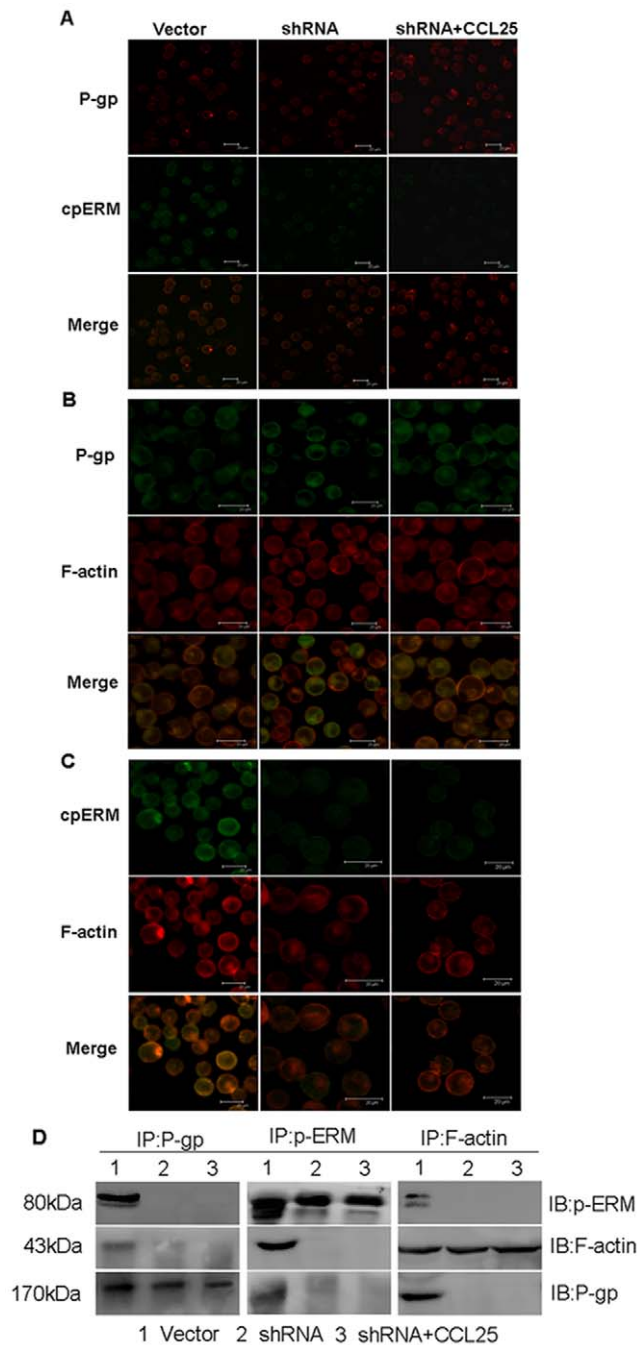 A
Vector shRNA shRNA+CCL25
P-gp
cpERM
Merge
B
P-gp
F-actin
Merge
C
cpERM
F-actin
Merge
D
IP:P-gp IP:p-ERM IP:F-actin
1 2 3 1 2 3 1 2 3
80kDa IB:p-ERM
43kDa IB:F-actin
170kDa IB:P-gp
1 Vector 2 shRNA 3 shRNA+CCL25